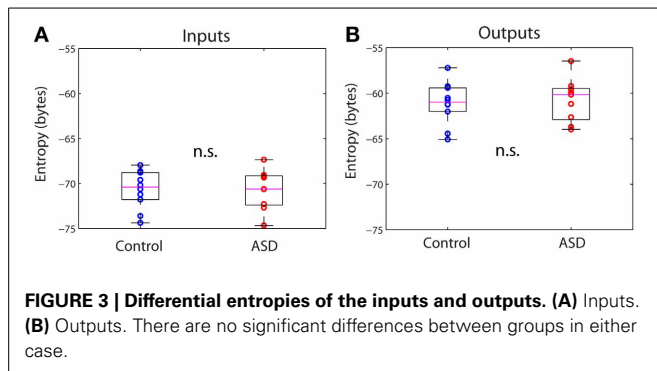 A
Inputs
−55
−60
−65
−70
−75
Entropy (bytes)
n.s.
Control
ASD
B
Outputs
−55
−60
−65
−70
−75
Entropy (bytes)
n.s.
Control
ASD
FIGURE 3 | Differential entropies of the inputs and outputs. (A) Inputs.
(B) Outputs. There are no significant differences between groups in either
case.